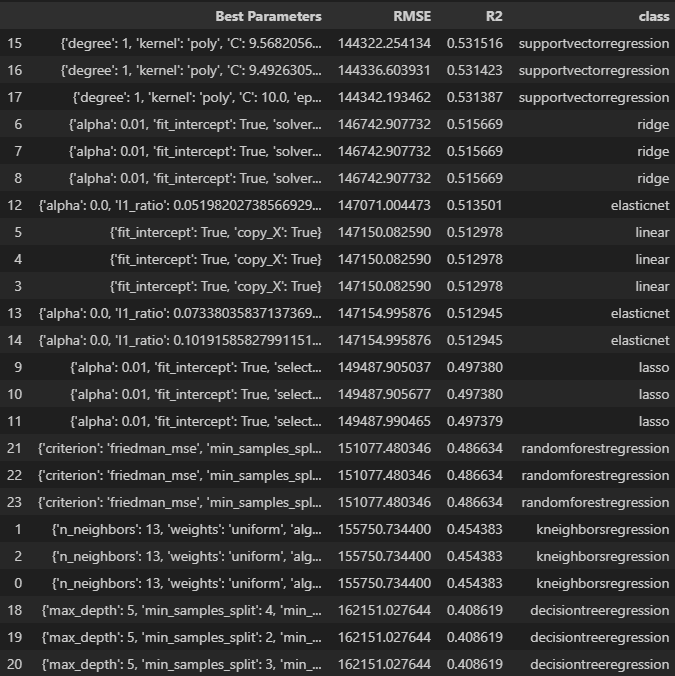 Best Parameters RMSE R2 class
15 {'degree': 1, 'kernel': 'poly', 'C': 9.5682056... 144322.254134 0.531516 supportvectorregression
16 {'degree': 1, 'kernel': 'poly', 'C': 9.4926305... 144336.603931 0.531423 supportvectorregression
17 {'degree': 1, 'kernel': 'poly', 'C': 10.0, 'ep... 144342.193462 0.531387 supportvectorregression
6 {'alpha': 0.01, 'fit_intercept': True, 'solver... 146742.907732 0.515669 ridge
7 {'alpha': 0.01, 'fit_intercept': True, 'solver... 146742.907732 0.515669 ridge
8 {'alpha': 0.01, 'fit_intercept': True, 'solver... 146742.907732 0.515669 ridge
12 {'alpha': 0.0, 'l1_ratio': 0.05198202738566929... 147071.004473 0.513501 elasticnet
5 {'fit_intercept': True, 'copy_X': True} 147150.082590 0.512978 linear
4 {'fit_intercept': True, 'copy_X': True} 147150.082590 0.512978 linear
3 {'fit_intercept': True, 'copy_X': True} 147150.082590 0.512978 linear
13 {'alpha': 0.0, 'l1_ratio': 0.07338035837137369... 147154.995876 0.512945 elasticnet
14 {'alpha': 0.0, 'l1_ratio': 0.10191585827991151... 147154.995876 0.512945 elasticnet
9 {'alpha': 0.01, 'fit_intercept': True, 'select... 149487.905037 0.497380 lasso
10 {'alpha': 0.01, 'fit_intercept': True, 'select... 149487.905677 0.497380 lasso
11 {'alpha': 0.01, 'fit_intercept': True, 'select... 149487.990465 0.497379 lasso
21 {'criterion': 'friedman_mse', 'min_samples_spl... 151077.480346 0.486634 randomforestregression
22 {'criterion': 'friedman_mse', 'min_samples_spl... 151077.480346 0.486634 randomforestregression
23 {'criterion': 'friedman_mse', 'min_samples_spl... 151077.480346 0.486634 randomforestregression
1 {'n_neighbors': 13, 'weights': 'uniform', 'alg... 155750.734400 0.454383 kneighborsregression
2 {'n_neighbors': 13, 'weights': 'uniform', 'alg... 155750.734400 0.454383 kneighborsregression
0 {'n_neighbors': 13, 'weights': 'uniform', 'alg... 155750.734400 0.454383 kneighborsregression
18 {'max_depth': 5, 'min_samples_split': 4, 'min_... 162151.027644 0.408619 decisiontreeregression
19 {'max_depth': 5, 'min_samples_split': 2, 'min_... 162151.027644 0.408619 decisiontreeregression
20 {'max_depth': 5, 'min_samples_split': 3, 'min_... 162151.027644 0.408619 decisiontreeregression